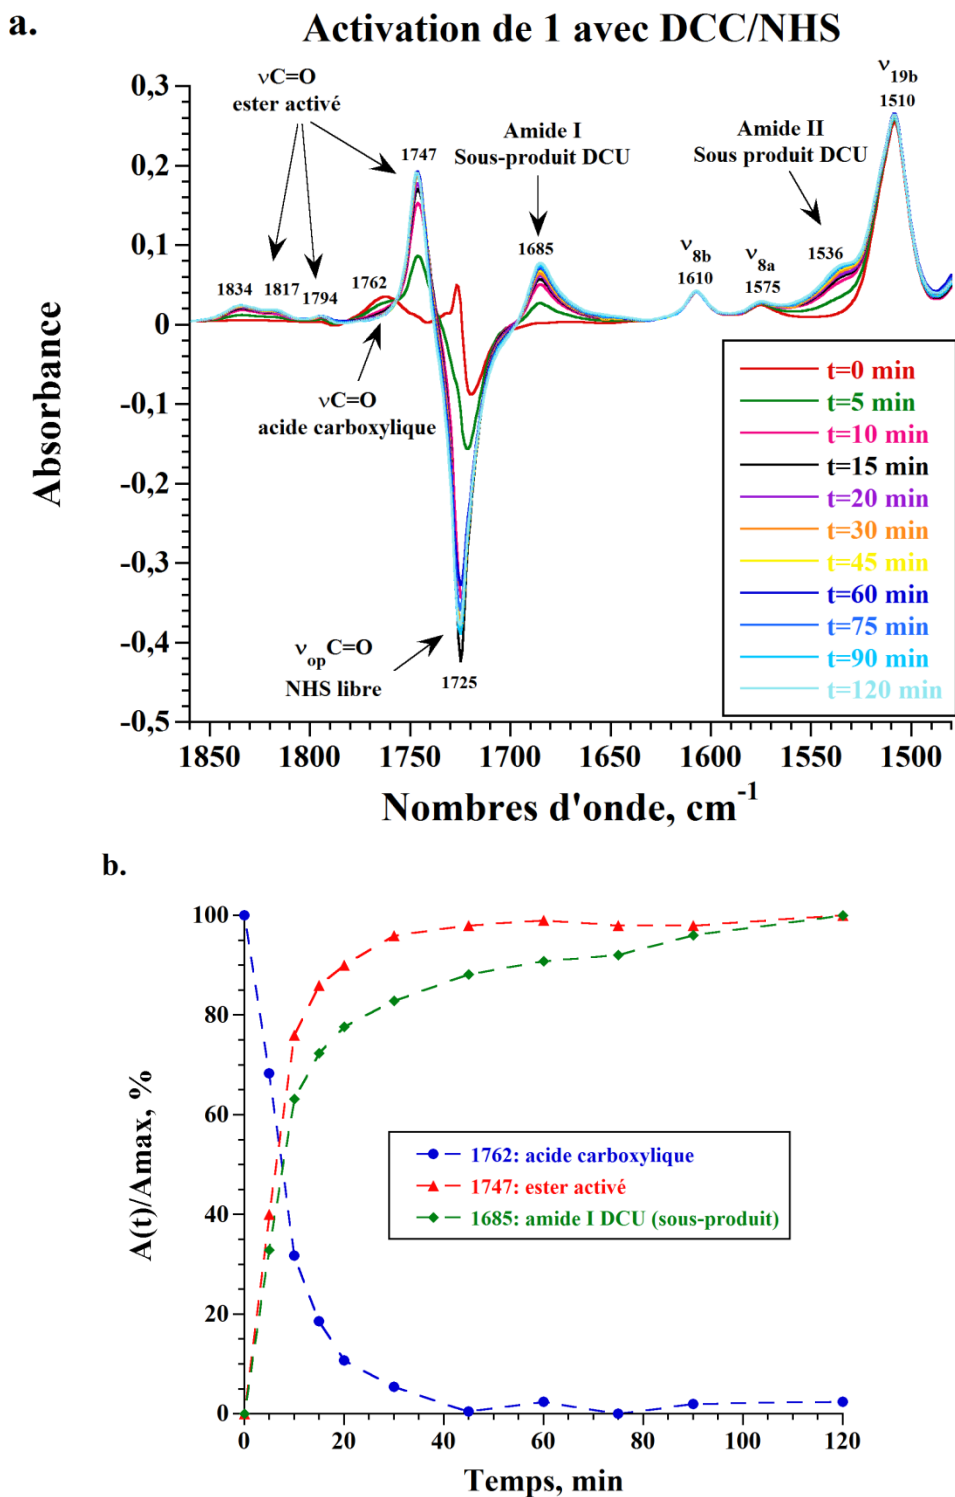 a.
Activation de 1 avec DCC/NHS
νC=O
ester activé
Amide I
Sous-produit DCU
Amide II
Sous produit DCU
ν19b
1510
1747
1685
1536
1834
1817
1794
1762
ν8b
1610
ν8a
1575
νC=O
acide carboxylique
νopC=O
NHS libre
1725
0,3
0,2
0,1
0
-0,1
-0,2
-0,3
-0,4
-0,5
Absorbance
t=0 min
t=5 min
t=10 min
t=15 min
t=20 min
t=30 min
t=45 min
t=60 min
t=75 min
t=90 min
t=120 min
1850 1800 1750 1700 1650 1600 1550 1500
Nombres d'onde, cm-1
b.
100
80
60
40
20
0
A(t)/Amax, %
1762: acide carboxylique
1747: ester activé
1685: amide I DCU (sous-produit)
0 20 40 60 80 100 120
Temps, min